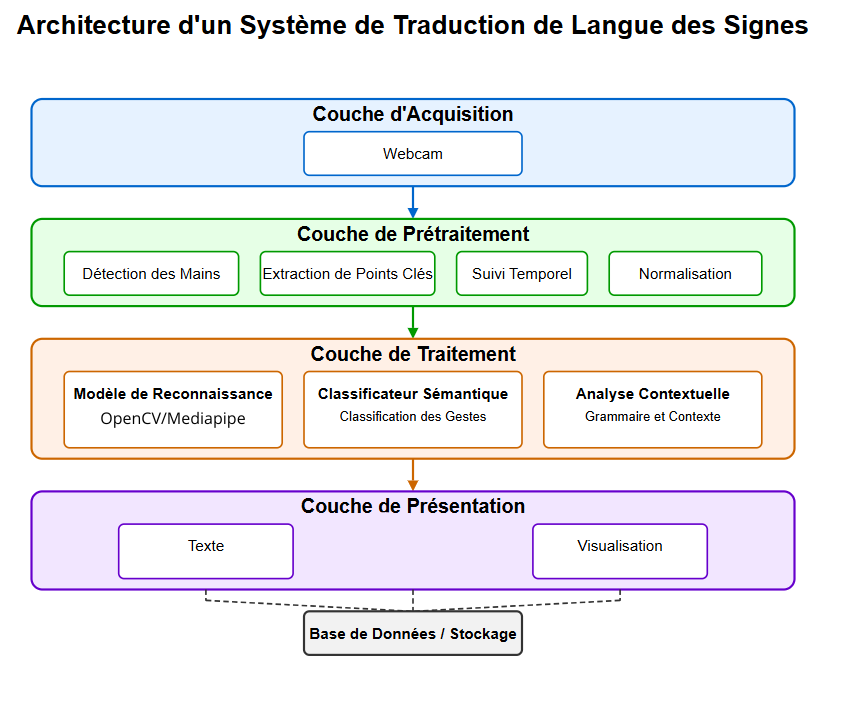 Architecture d'un Système de Traduction de Langue des Signes
Couche d'Acquisition
Webcam
Couche de Prétraitement
Détection des Mains
Extraction de Points Clés
Suivi Temporel
Normalisation
Couche de Traitement
Modèle de Reconnaissance
OpenCV/Mediapipe
Classificateur Sémantique
Classification des Gestes
Analyse Contextuelle
Grammaire et Contexte
Couche de Présentation
Texte
Visualisation
Base de Données / Stockage